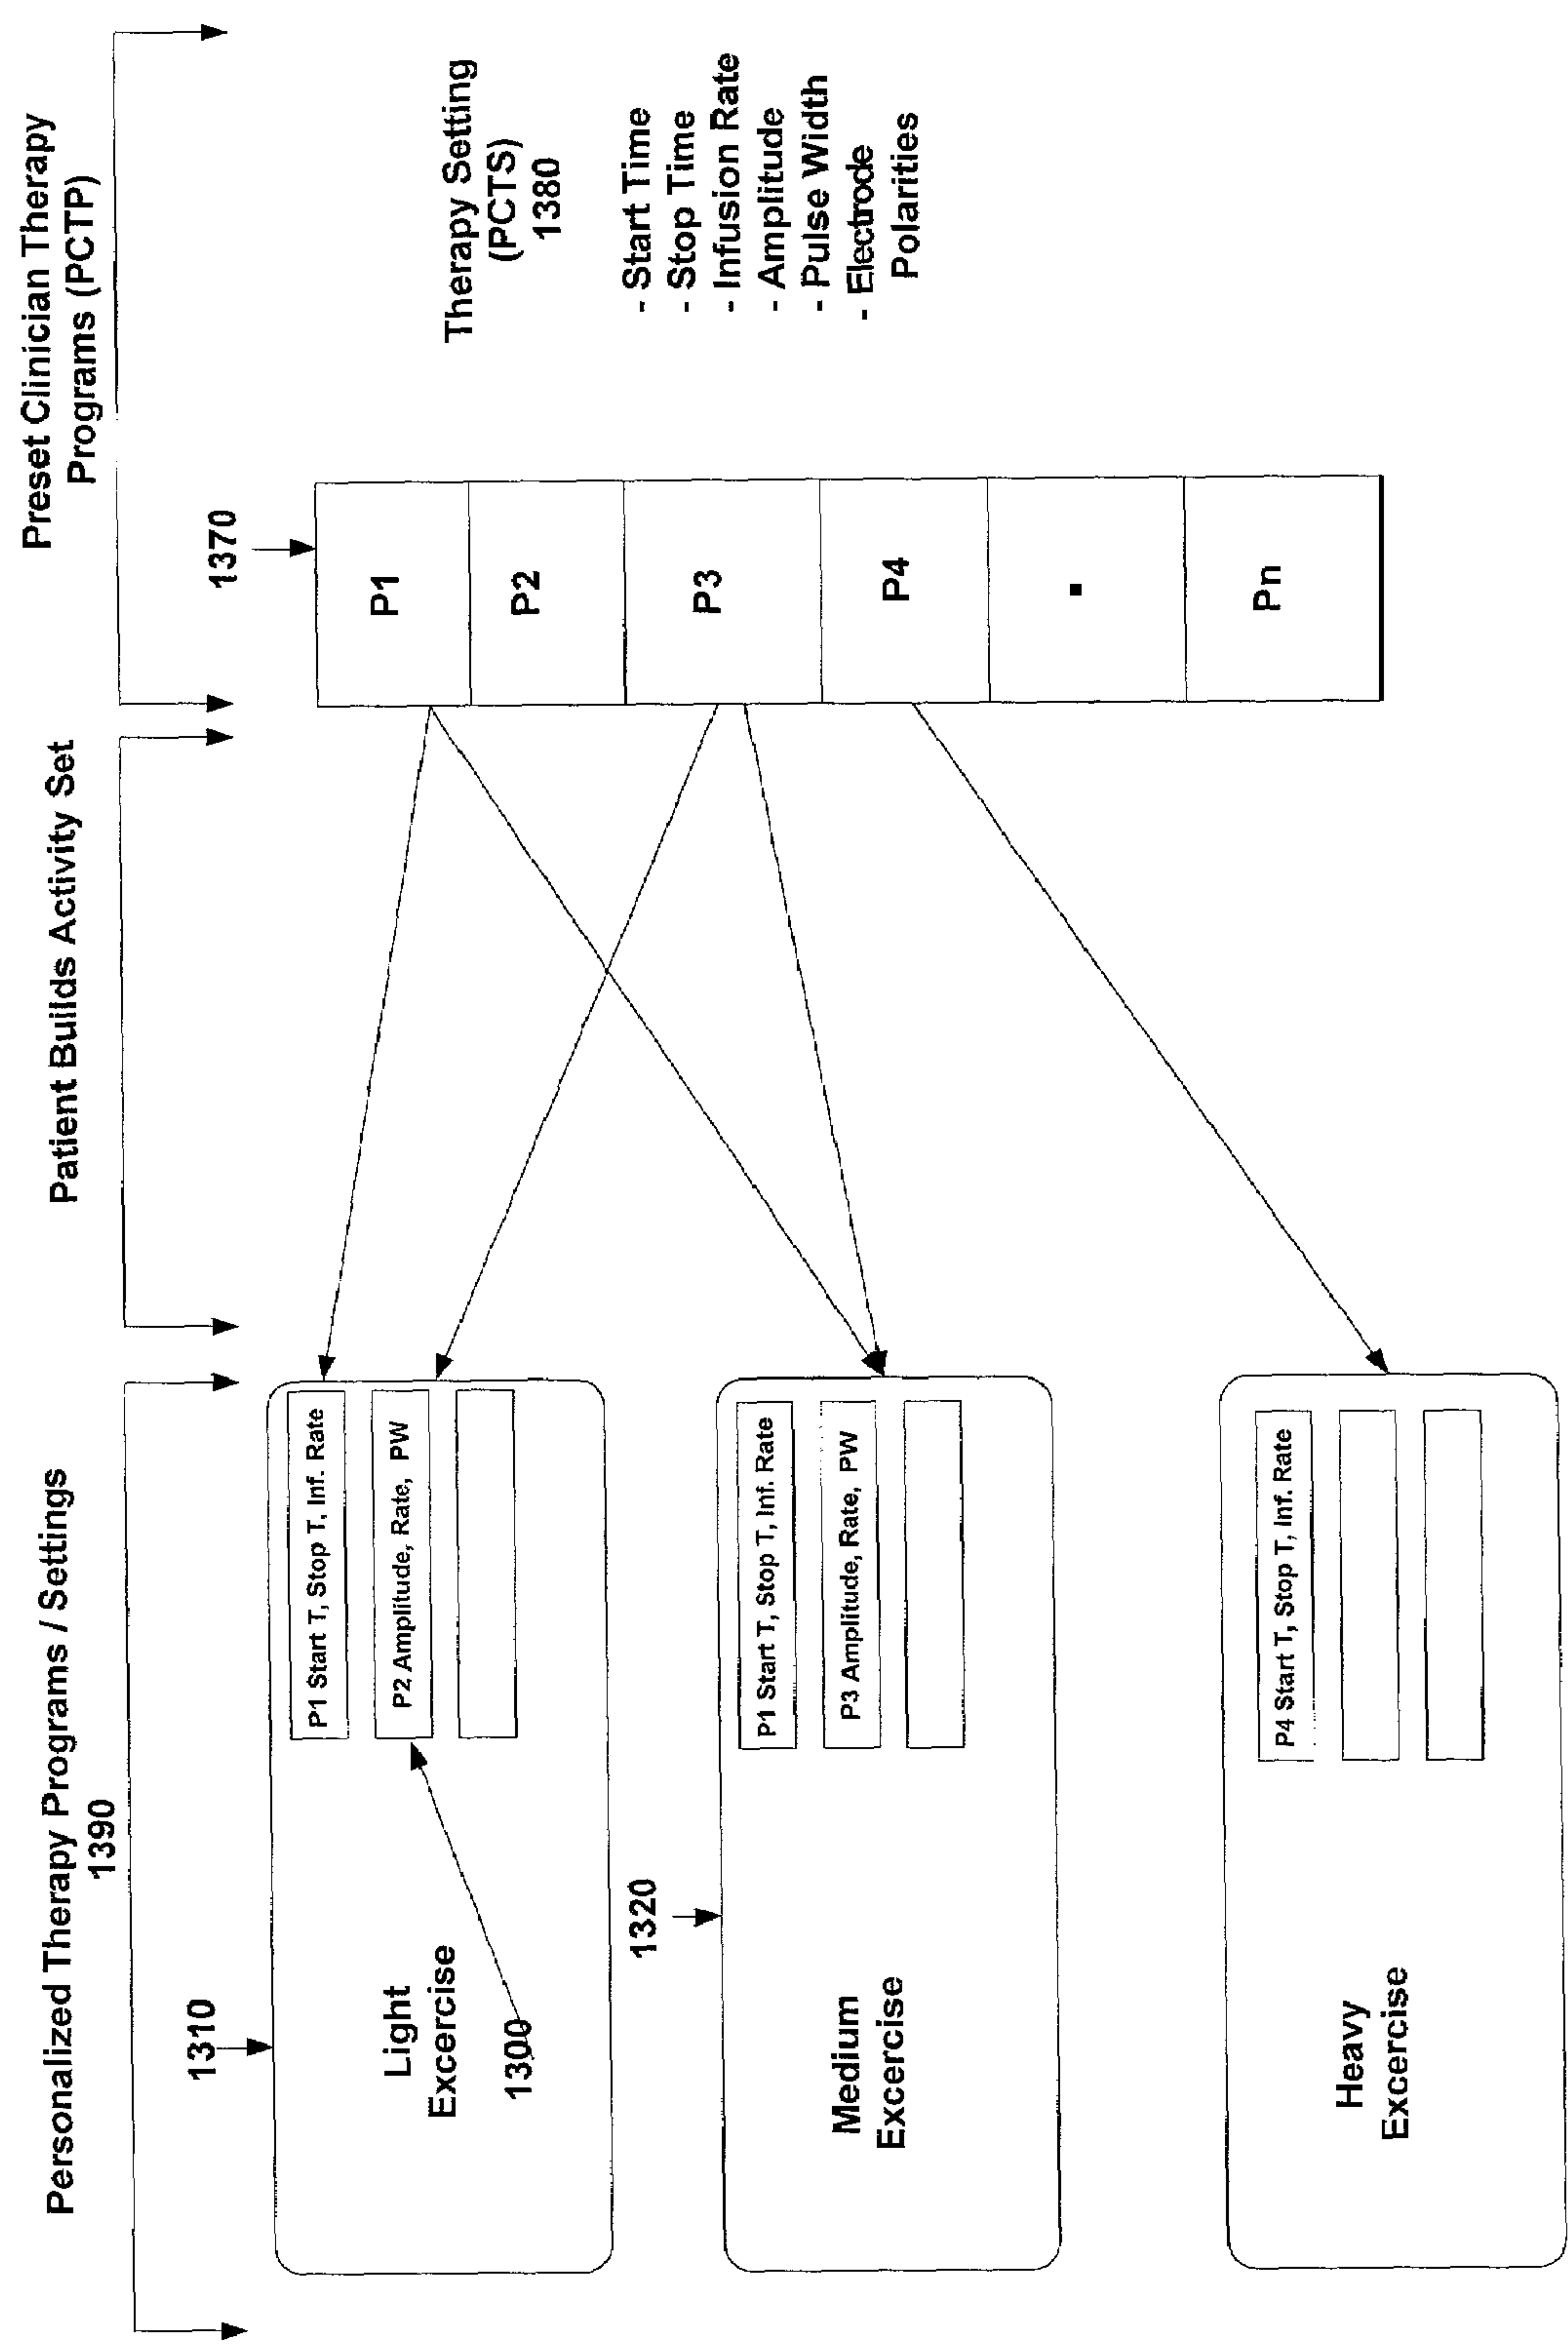 Personalized Therapy Programs / Settings
1390
Patient Builds Activity Set
Preset Clinician Therapy
Programs (PCTP)
1310
Light
Excercise
1300
P1 Start T, Stop T, Inf. Rate
P2 Amplitude, Rate, PW
1320
Medium
Excercise
P1 Start T, Stop T, Inf. Rate
P3 Amplitude, Rate, PW
Heavy
Excercise
P4 Start T, Stop T, Inf. Rate
1370
P1
P2
P3
P4
Pn
Therapy Setting
(PCTS)
1380
- Start Time
- Stop Time
- Infusion Rate
- Amplitude
- Pulse Width
- Electrode
Polarities